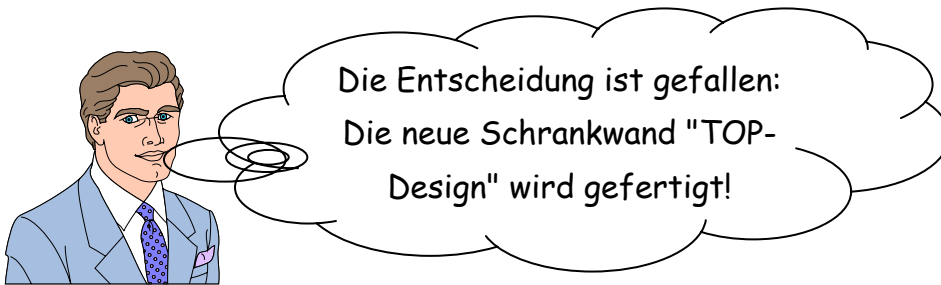 Die Entscheidung ist gefallen:
Die neue Schrankwand "TOP-
Design" wird gefertigt!